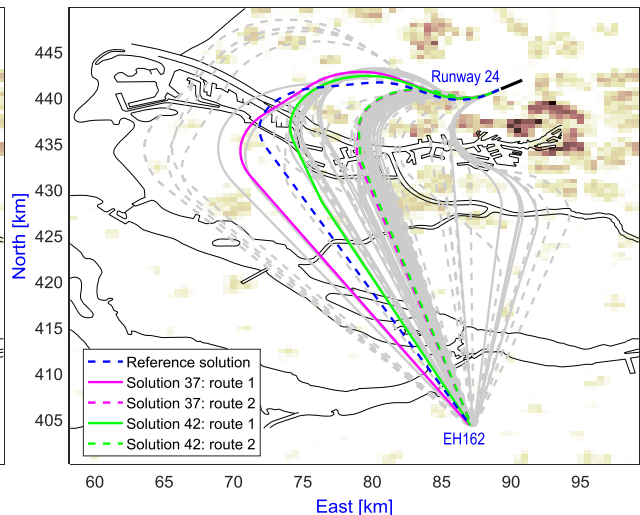 445
440
435
430
425
420
415
410
405
North [km]
Runway 24
Reference solution
Solution 37: route 1
Solution 37: route 2
Solution 42: route 1
Solution 42: route 2
EH162
60 65 70 75 80 85 90 95
East [km]